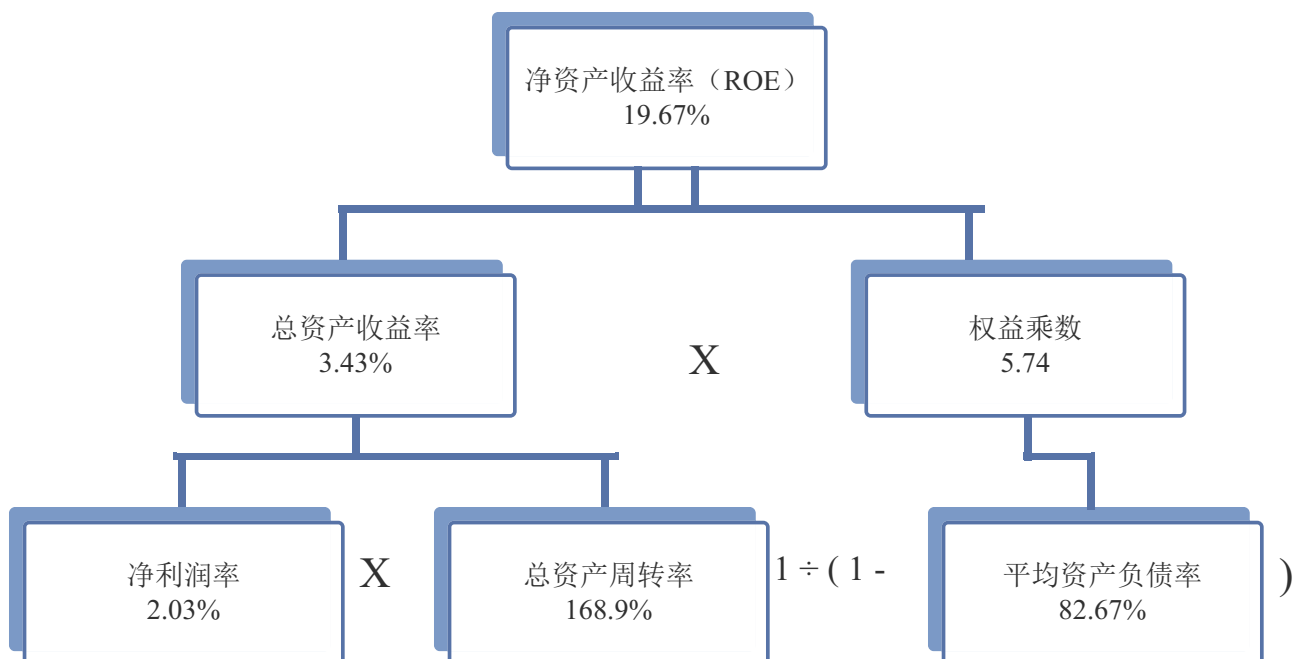 净资产收益率（ROE）
19.67%
总资产收益率
3.43%
X
权益乘数
5.74
净利润率
2.03%
X
总资产周转率
168.9%
1 ÷ ( 1 -
平均资产负债率
82.67%
)